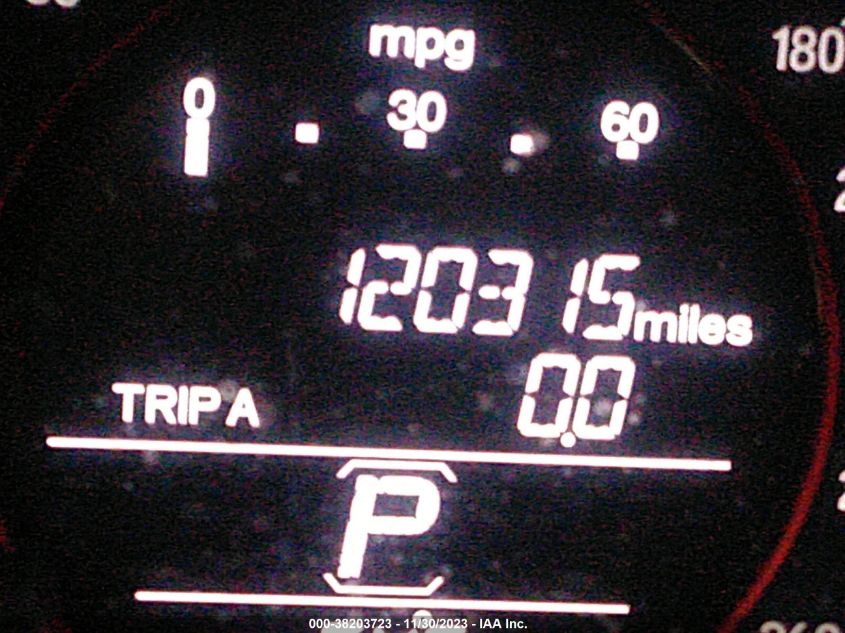 mpg
180
0 30 60
120315 miles
TRIP A 0.0
P
000-38203723 - 11/30/2023 - IAA Inc.